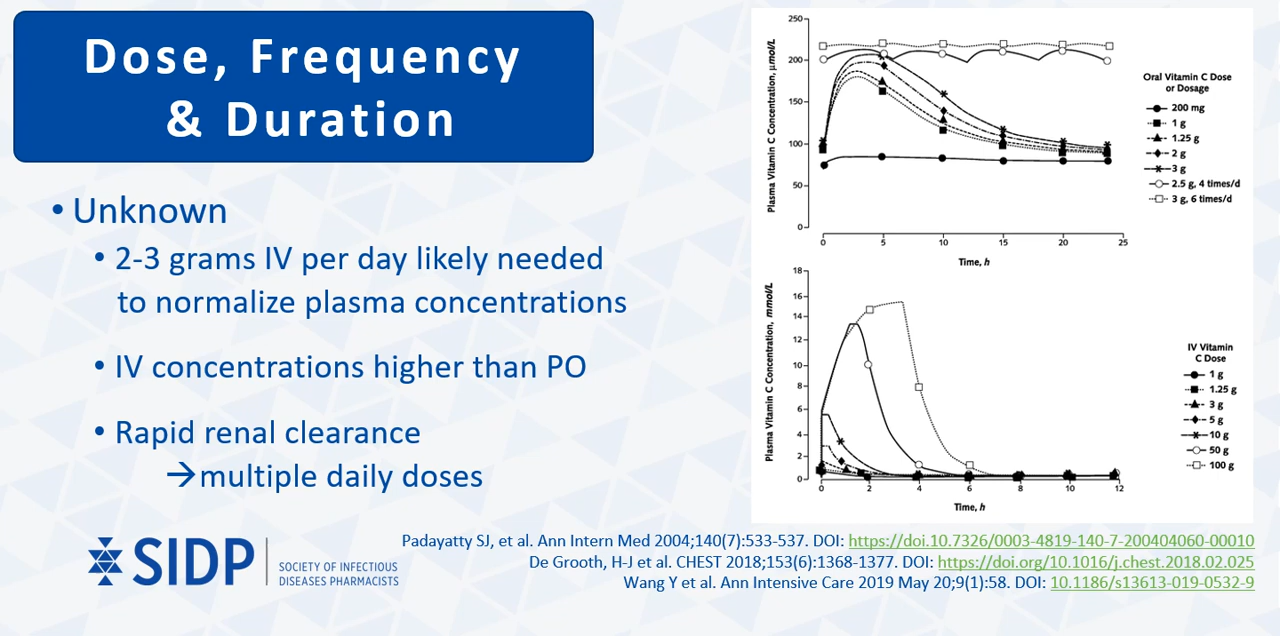 Dose, Frequency
& Duration
• Unknown
• 2-3 grams IV per day likely needed
to normalize plasma concentrations
• IV concentrations higher than PO
• Rapid renal clearance
→multiple daily doses
250
200
150
100
50
0
Plasma Vitamin C Concentration, μmol/L
0 5 10 15 20 25
Time, h
Oral Vitamin C Dose
or Dosage
200 mg
1 g
1.25 g
2 g
3 g
2.5 g, 4 times/d
3 g, 6 times/d
18
16
14
12
10
8
6
4
2
0
Plasma Vitamin C Concentration, mmol/L
0 2 4 6 8 10 12
Time, h
IV Vitamin
C Dose
1 g
1.25 g
3 g
5 g
10 g
50 g
100 g
SIDP
SOCIETY OF INFECTIOUS
DISEASES PHARMACISTS
Padayatty SJ, et al. Ann Intern Med 2004;140(7):533-537. DOI: https://doi.org/10.7326/0003-4819-140-7-200404060-00010
De Grooth, H-J et al. CHEST 2018;153(6):1368-1377. DOI: https://doi.org/10.1016/j.chest.2018.02.025
Wang Y et al. Ann Intensive Care 2019 May 20;9(1):58. DOI: 10.1186/s13613-019-0532-9